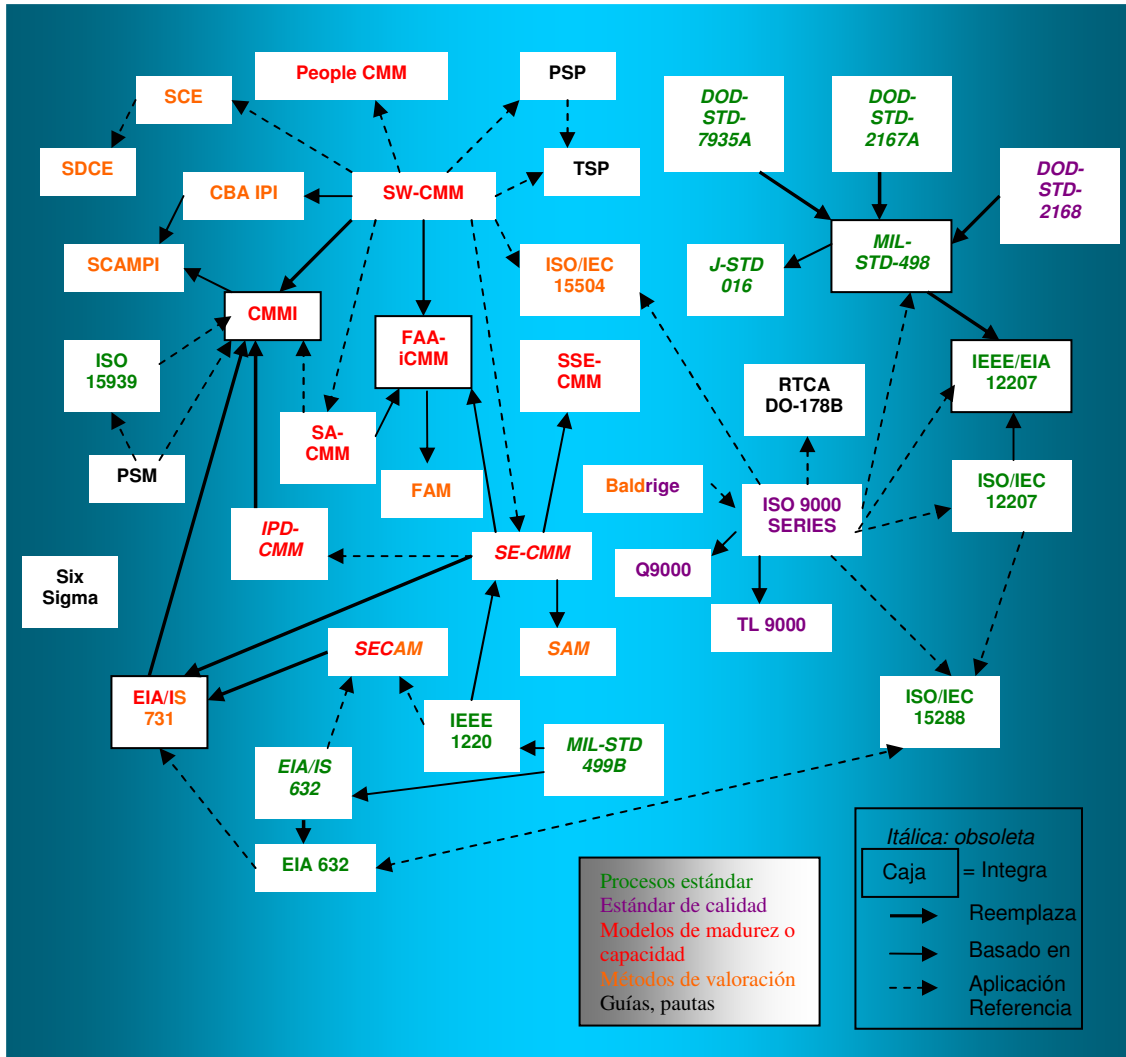 People CMM
PSP
SCE
DOD-
STD-
7935A
DOD-
STD-
2167A
SDCE
CBA IPI
SW-CMM
TSP
DOD-
STD-
2168
SCAMPI
ISO/IEC
15504
J-STD
016
MIL-
STD-498
CMMI
FAA-
iCMM
ISO
15939
SSE-
CMM
RTCA
DO-178B
IEEE/EIA
12207
SA-
CMM
PSM
FAM
Baldrige
ISO 9000
SERIES
ISO/IEC
12207
IPD-
CMM
SE-CMM
Q9000
Six
Sigma
TL 9000
SECAM
SAM
EIA/IS
731
IEEE
1220
MIL-STD
499B
ISO/IEC
15288
EIA/IS
632
EIA 632
Procesos estándar
Estándar de calidad
Modelos de madurez o
capacidad
Métodos de valoración
Guías, pautas
Itálica: obsoleta
Caja = Integra
Reemplaza
Basado en
Aplicación
Referencia